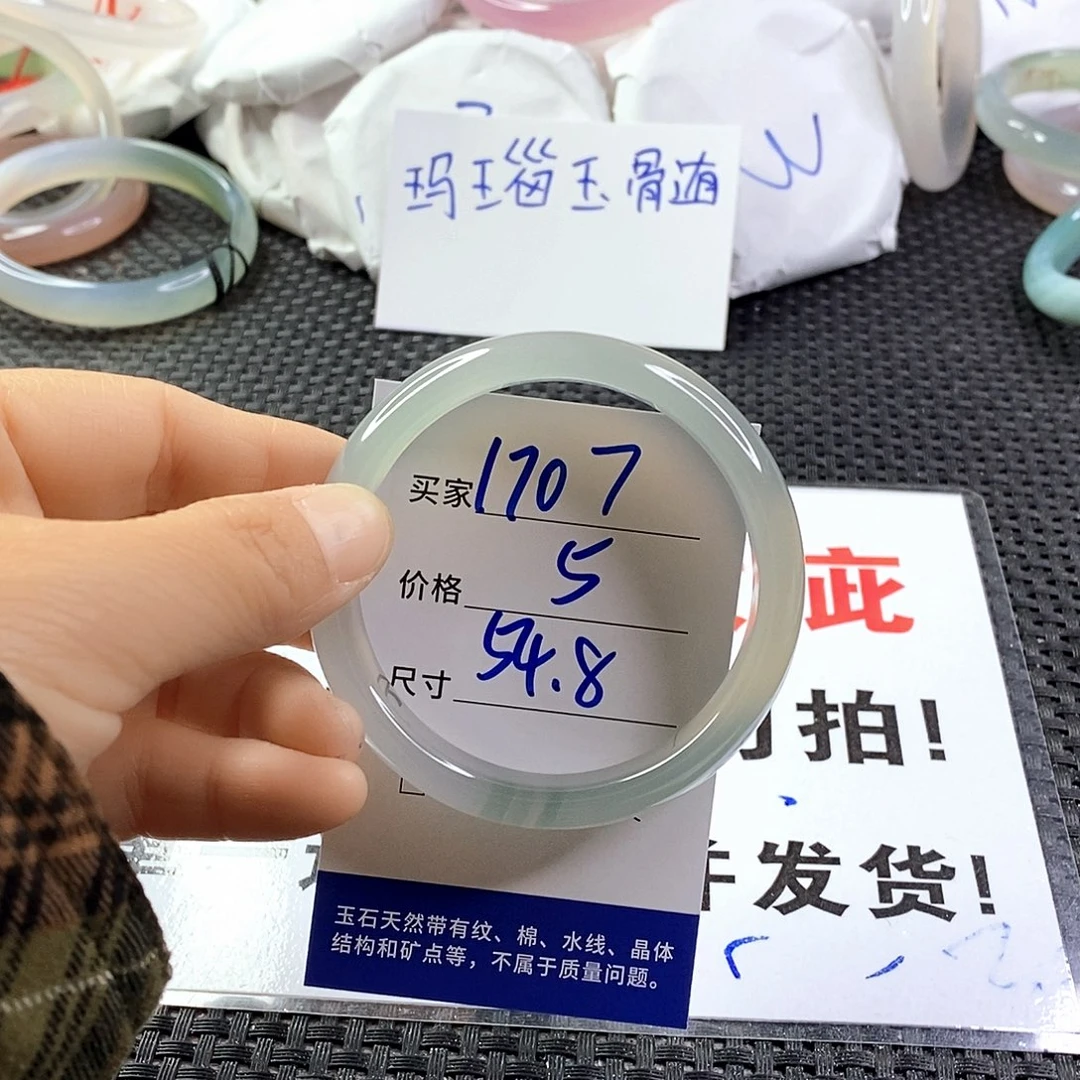 玛瑙玉骨髓
买家 1707
价格 5
尺寸 54.8
此
拍!
发货!
玉石天然带有纹、棉、水线、晶体
结构和矿点等，不属于质量问题。